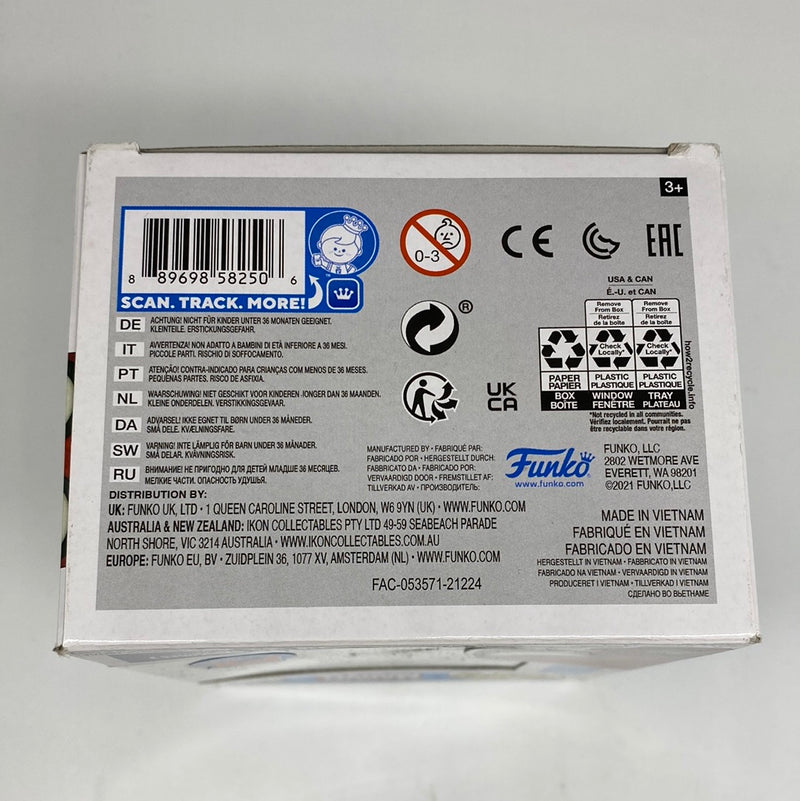 3+
8 89698 58250 6
™
SCAN. TRACK. MORE!
0-3
CE
EAC
®
UK
CA
USA & CAN
É.-U. et CAN
Remove From Box
Retirez de la boîte
Remove From Box
Retirez de la boîte
Check Locally*
Check Locally*
PAPER
PAPIER
PLASTIC
PLASTIQUE
PLASTIC
PLASTIQUE
BOX
BOÎTE
WINDOW
FENÊTRE
TRAY
PLATEAU
how2recycle.info
*Not recycled in all communities.
Vérifiez localement. Pourrait ne pas
être recyclable dans votre région.
DE ACHTUNG! NICHT FÜR KINDER UNTER 36 MONATEN GEEIGNET.
KLEINTEILE. ERSTICKUNGSGEFAHR.
IT AVVERTENZA! NON ADATTO A BAMBINI DI ETÀ INFERIORE A 36 MESI.
PICCOLE PARTI. RISCHIO DI SOFFOCAMENTO.
PT ATENÇÃO! CONTRA-INDICADO PARA CRIANÇAS COM MENOS DE 36 MESES.
PEQUENAS PARTES. RISCO DE ASFIXIA.
NL WAARSCHUWING! NIET GESCHIKT VOOR KINDEREN JONGER DAN 36 MAANDEN.
KLEINE ONDERDELEN. VERSTIKKINGSGEVAAR.
DA ADVARSEL! IKKE EGNET TIL BØRN UNDER 36 MÅNEDER.
SMÅ DELE. KVÆLNINGSFARE.
SW VARNING! INTE LÄMPLIG FÖR BARN UNDER 36 MÅNADER.
SMÅ DELAR. KVÄVNINGSRISK.
RU ВНИМАНИЕ! НЕ ПРИГОДНО ДЛЯ ДЕТЕЙ МЛАДШЕ 36 МЕСЯЦЕВ.
МЕЛКИЕ ЧАСТИ. ОПАСНОСТЬ УДУШЬЯ.
MANUFACTURED BY • FABRIQUÉ PAR:
FABRICADO POR • HERGESTELLT DURCH:
FABBRICATO DA • FABRICADO POR:
VERVAARDIGD DOOR • FREMSTILLET AF:
TILLVERKAD AV • ПРОИЗВОДИТЕЛЬ:
Funko
www.funko.com
FUNKO, LLC
2802 WETMORE AVE
EVERETT, WA 98201
©2021 FUNKO,LLC
DISTRIBUTION BY:
UK: FUNKO UK, LTD • 1 QUEEN CAROLINE STREET, LONDON, W6 9YN (UK) • WWW.FUNKO.COM
AUSTRALIA & NEW ZEALAND: IKON COLLECTABLES PTY LTD 49-59 SEABEACH PARADE
NORTH SHORE, VIC 3214 AUSTRALIA • WWW.IKONCOLLECTABLES.COM.AU
EUROPE: FUNKO EU, BV • ZUIDPLEIN 36, 1077 XV, AMSTERDAM (NL) • WWW.FUNKO.COM
FAC-053571-21224
MADE IN VIETNAM
FABRIQUÉ EN VIETNAM
FABRICADO EN VIETNAM
HERGESTELLT IN VIETNAM • FABBRICATO IN VIETNAM
FABRICADO NA VIETNAM • VERVAARDIGD IN VIETNAM
PRODUCERET I VIETNAM • TILLVERKAD I VIETNAM
СДЕЛАНО ВО ВЬЕТНАМЕ